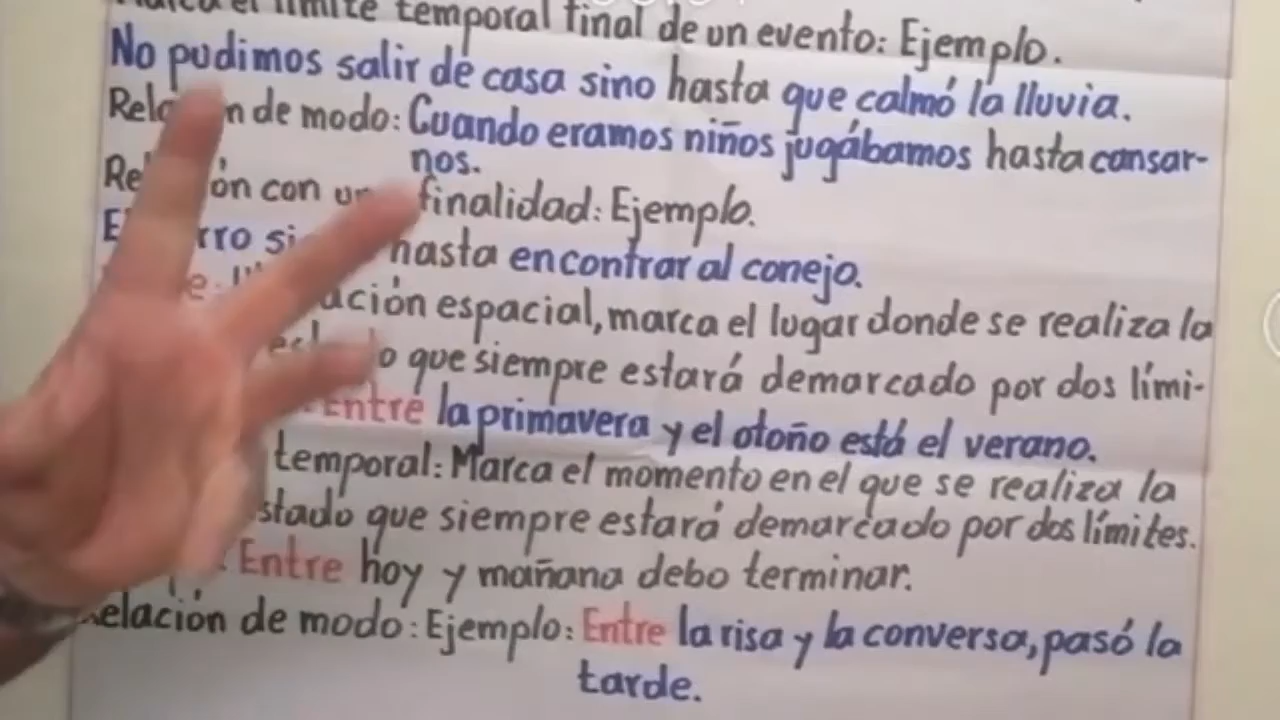 el límite temporal final de un evento: Ejemplo.
No pudimos salir de casa sino hasta que calmó la lluvia.
de modo: Cuando eramos niños jugábamos hasta cansar-
nos.
con finalidad: Ejemplo.
hasta encontrar al conejo.
espacial, marca el lugar donde se realiza la
que siempre estará demarcado por dos lími-
Entre la primavera y el otoño está el verano.
temporal: Marca el momento en el que se realiza la
que siempre estará demarcado por dos límites.
Entre hoy y mañana debo terminar.
Relación de modo: Ejemplo: Entre la risa y la conversa, pasó la
tarde.